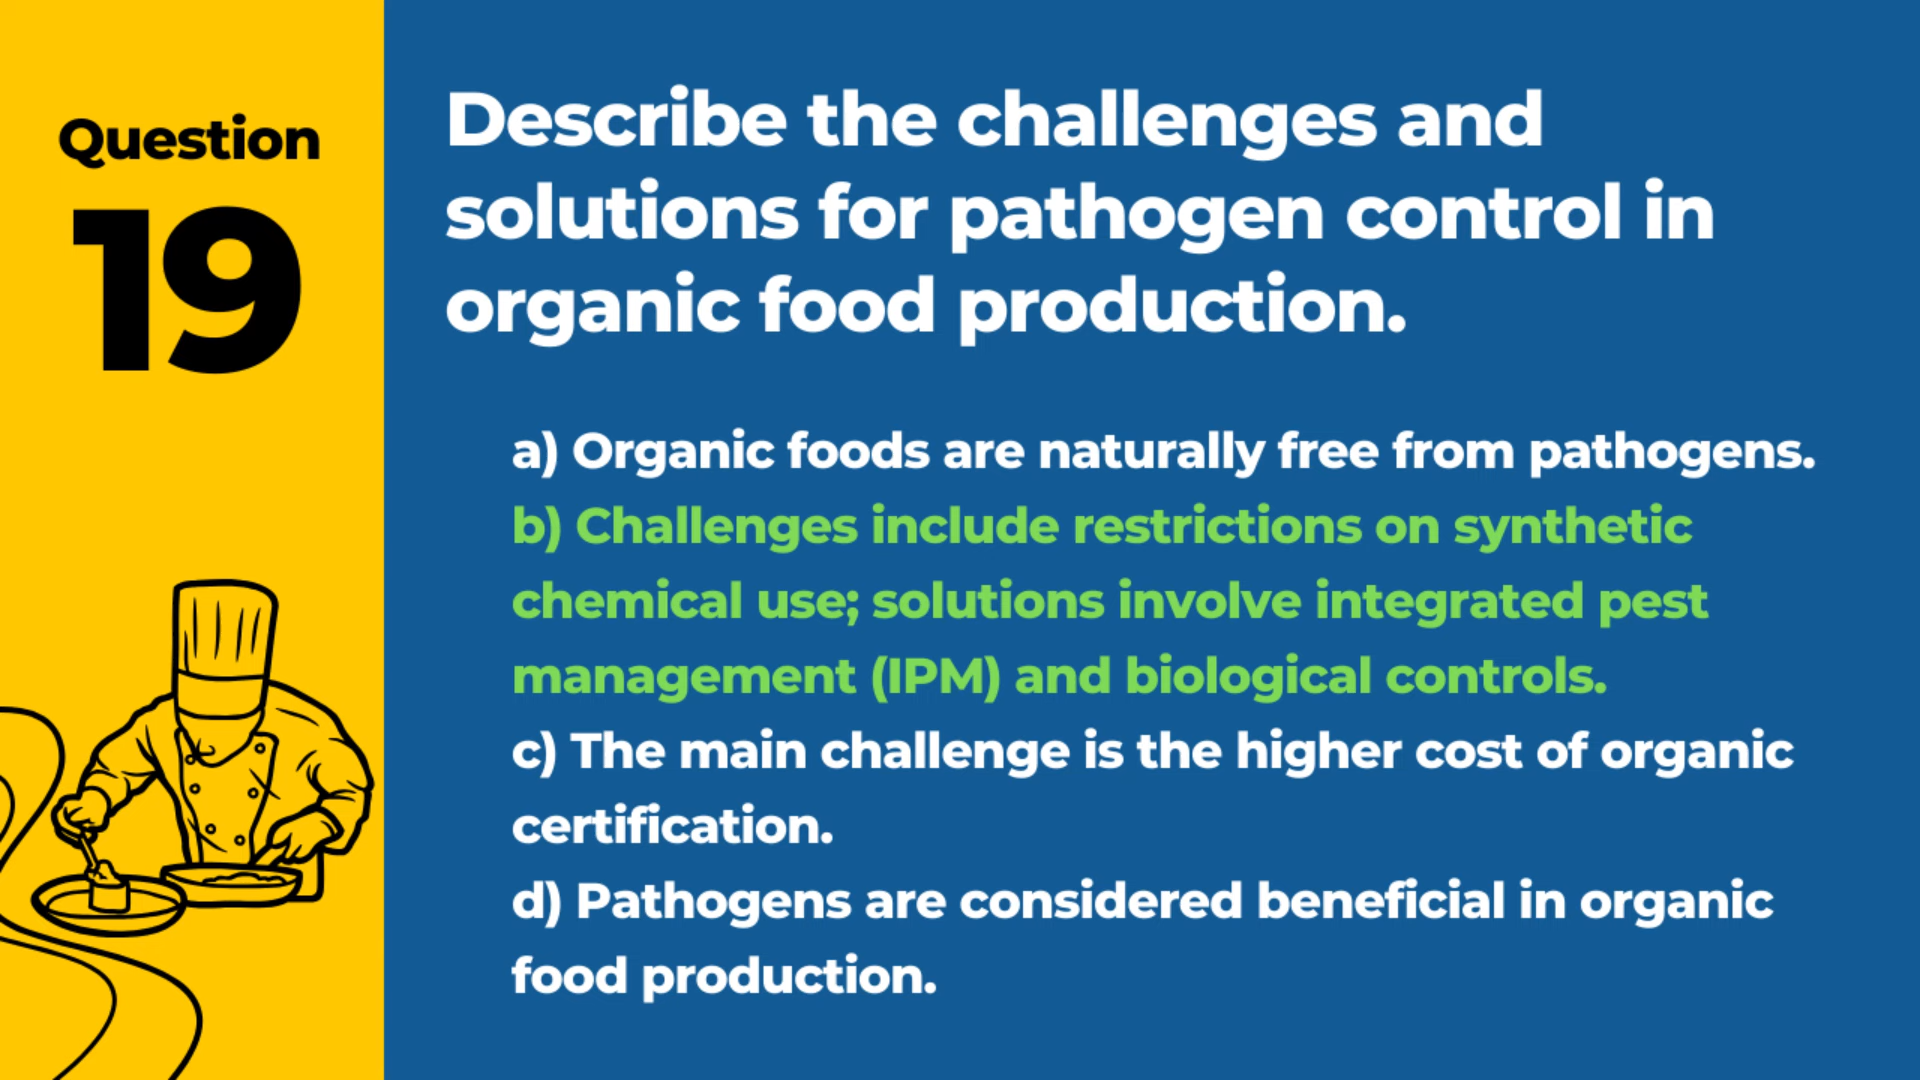 Question
19
Describe the challenges and
solutions for pathogen control in
organic food production.
a) Organic foods are naturally free from pathogens.
b) Challenges include restrictions on synthetic
chemical use; solutions involve integrated pest
management (IPM) and biological controls.
c) The main challenge is the higher cost of organic
certification.
d) Pathogens are considered beneficial in organic
food production.